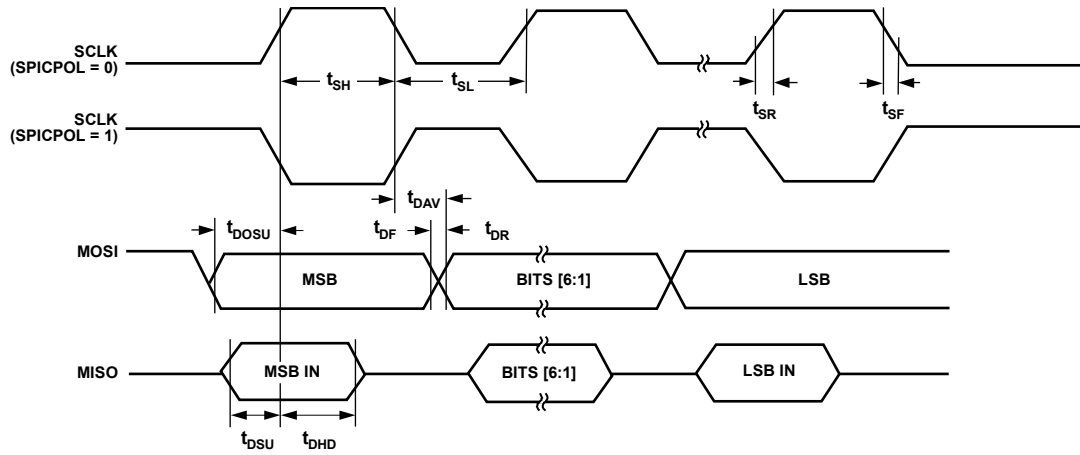 SCLK
(SPICPOL = 0)
tSH
tSL
tSR
tSF
SCLK
(SPICPOL = 1)
tDAV
tDOSU
tDF
tDR
MOSI
MSB
BITS [6:1]
LSB
MISO
MSB IN
BITS [6:1]
LSB IN
tDSU
tDHD